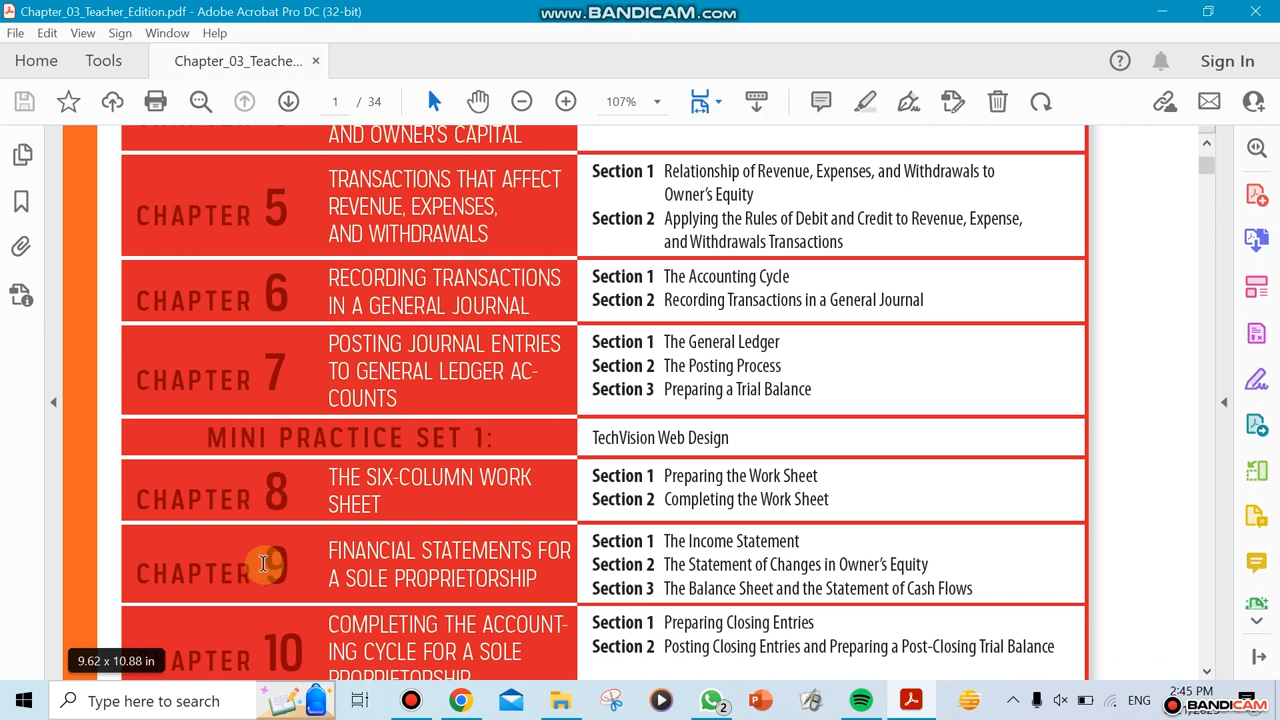 Chapter_03_Teacher_Edition.pdf - Adobe Acrobat Pro DC (32-bit)
www.BANDICAM.com
File Edit View Sign Window Help
Home Tools Chapter_03_Teache... × Sign In
1 / 34 107%
AND OWNER'S CAPITAL
CHAPTER 5
TRANSACTIONS THAT AFFECT
REVENUE, EXPENSES,
AND WITHDRAWALS
Section 1 Relationship of Revenue, Expenses, and Withdrawals to
Owner's Equity
Section 2 Applying the Rules of Debit and Credit to Revenue, Expense,
and Withdrawals Transactions
CHAPTER 6
RECORDING TRANSACTIONS
IN A GENERAL JOURNAL
Section 1 The Accounting Cycle
Section 2 Recording Transactions in a General Journal
CHAPTER 7
POSTING JOURNAL ENTRIES
TO GENERAL LEDGER AC-
COUNTS
Section 1 The General Ledger
Section 2 The Posting Process
Section 3 Preparing a Trial Balance
MINI PRACTICE SET 1:
TechVision Web Design
CHAPTER 8
THE SIX-COLUMN WORK
SHEET
Section 1 Preparing the Work Sheet
Section 2 Completing the Work Sheet
CHAPTER 9
FINANCIAL STATEMENTS FOR
A SOLE PROPRIETORSHIP
Section 1 The Income Statement
Section 2 The Statement of Changes in Owner's Equity
Section 3 The Balance Sheet and the Statement of Cash Flows
APTER 10
COMPLETING THE ACCOUNT-
ING CYCLE FOR A SOLE
PROPRIETORSHIP
Section 1 Preparing Closing Entries
Section 2 Posting Closing Entries and Preparing a Post-Closing Trial Balance
9.62 x 10.88 in
Type here to search
2
ENG
2:45 PM
BANDICAM